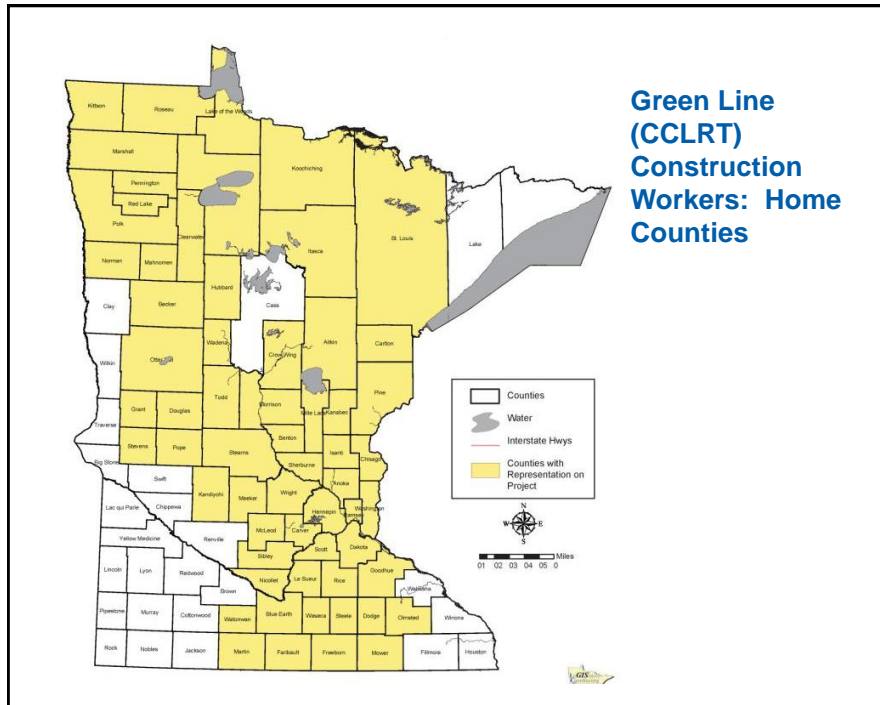 Green Line
(CCLRT)
Construction
Workers: Home
Counties
Kittson
Roseau
Lake of the Woods
Marshall
Koochiching
Pennington
Red Lake
Polk
Clearwater
Itasca
St. Louis
Lake
Norman
Mahnomen
Hubbard
Cass
Clay
Becker
Wadena
Crow Wing
Aitkin
Carlton
Wilkin
Otter Tail
Todd
Morrison
Mille Lacs
Kanabec
Pine
Grant
Douglas
Traverse
Benton
Stevens
Pope
Stearns
Isanti
Chisago
Big Stone
Sherburne
Swift
Anoka
Kandiyohi
Meeker
Wright
Washington
Lac qui Parle
Chippewa
Hennepin
Ramsey
McLeod
Carver
Yellow Medicine
Renville
Scott
Dakota
Sibley
Lincoln
Lyon
Redwood
Nicollet
Le Sueur
Rice
Goodhue
Wabasha
Brown
Pipestone
Murray
Cottonwood
Watonwan
Blue Earth
Waseca
Steele
Dodge
Olmsted
Winona
Rock
Nobles
Jackson
Martin
Faribault
Freeborn
Mower
Fillmore
Houston
Counties
Water
Interstate Hwys
Counties with
Representation on
Project
N
W
E
S
01 02 03 04 05 0 Miles
GIS